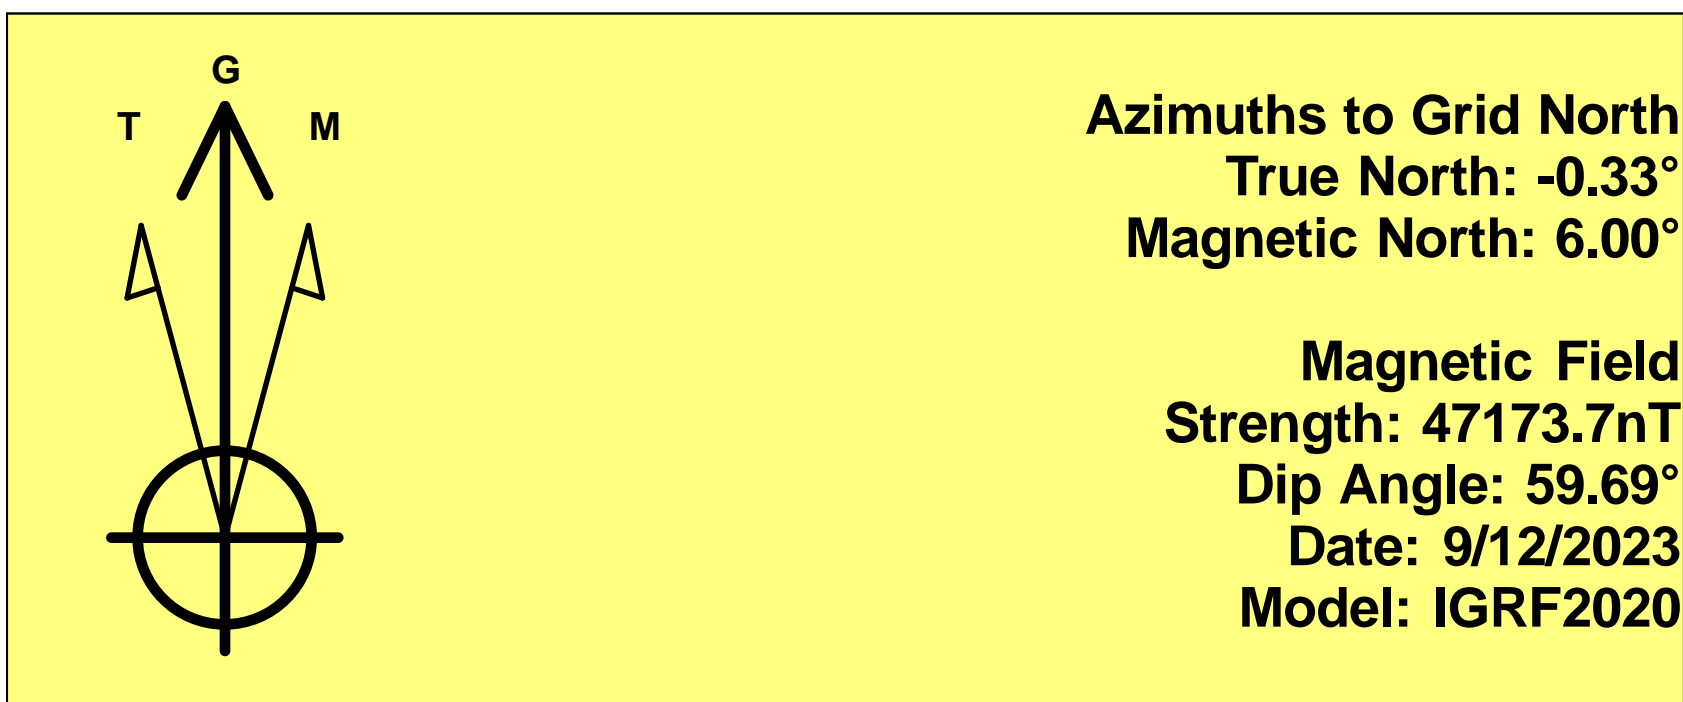 G
T
M
Azimuths to Grid North
True North: -0.33°
Magnetic North: 6.00°
Magnetic Field
Strength: 47173.7nT
Dip Angle: 59.69°
Date: 9/12/2023
Model: IGRF2020